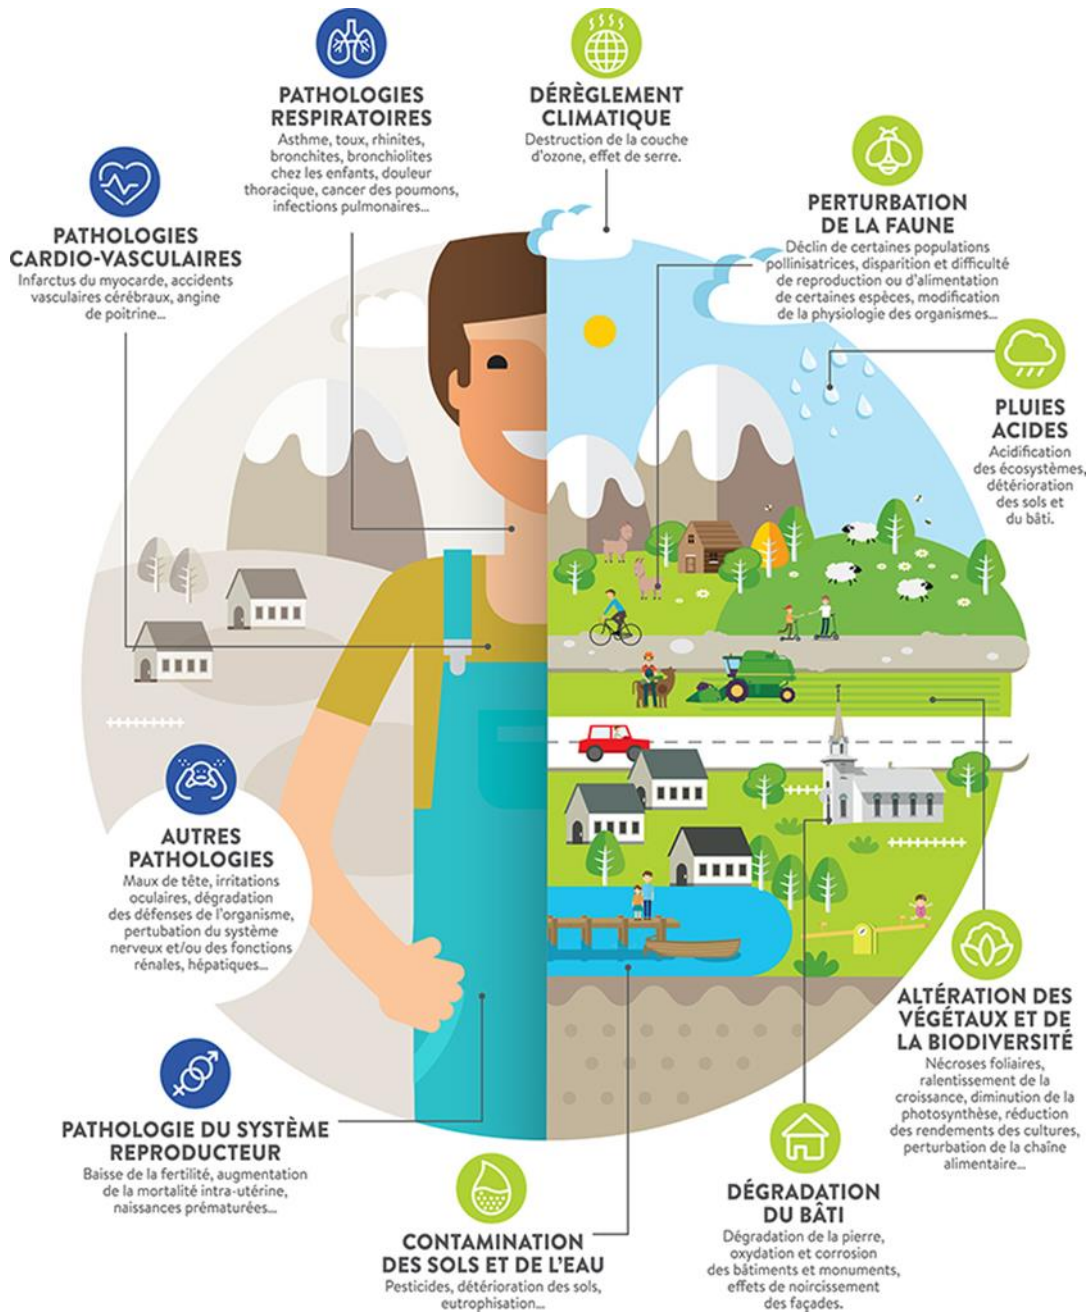 PATHOLOGIES
RESPIRATOIRES
Asthme, toux, rhinites,
bronchites, bronchiolites
chez les enfants, douleur
thoracique, cancer des poumons,
infections pulmonaires...
DÉRÈGLEMENT
CLIMATIQUE
Destruction de la couche
d'ozone, effet de serre.
PERTURBATION
DE LA FAUNE
Déclin de certaines populations
pollinisatrices, disparition et difficulté
de reproduction ou d'alimentation
de certaines espèces, modification
de la physiologie des organismes...
PATHOLOGIES
CARDIO-VASCULAIRES
Infarctus du myocarde, accidents
vasculaires cérébraux, angine
de poitrine...
PLUIES
ACIDES
Acidification
des écosystèmes,
détérioration
des sols et
du bâti.
AUTRES
PATHOLOGIES
Maux de tête, irritations
oculaires, dégradation
des défenses de l'organisme,
pertubation du système
nerveux et/ou des fonctions
rénales, hépatiques...
ALTÉRATION DES
VÉGÉTAUX ET DE
LA BIODIVERSITÉ
Nécroses foliaires,
ralentissement de la
croissance, diminution de la
photosynthèse, réduction
des rendements des cultures,
perturbation de la chaîne
alimentaire...
PATHOLOGIE DU SYSTÈME
REPRODUCTEUR
Baisse de la fertilité, augmentation
de la mortalité intra-utérine,
naissances prématurées...
DÉGRADATION
DU BÂTI
Dégradation de la pierre,
oxydation et corrosion
des bâtiments et monuments,
effets de noircissement
des façades.
CONTAMINATION
DES SOLS ET DE L'EAU
Pesticides, détérioration des sols,
eutrophisation...